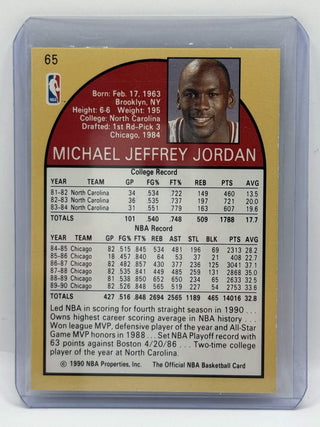 65
NBA
Born: Feb. 17, 1963
Brooklyn, NY
Height: 6-6 Weight: 195
College: North Carolina
Drafted: 1st Rd-Pick 3
Chicago, 1984
MICHAEL JEFFREY JORDAN
College Record
YEAR TEAM GP FG% FT% REB PTS AVG
81-82 North Carolina 34 .534 .722 149 460 13.5
82-83 North Carolina 36 .535 .737 197 721 20.0
83-84 North Carolina 31 .551 .779 163 607 19.6
TOTALS 101 .540 .748 509 1788 17.7
NBA Record
YEAR TEAM GP FG% FT% REB AST STL BLK PTS AVG
84-85 Chicago 82 .515 .845 534 481 196 69 2313 28.2
85-86 Chicago 18 .457 .840 64 53 37 21 408 22.7
86-87 Chicago 82 .482 .857 430 377 236 125 3041 37.1
87-88 Chicago 82 .535 .841 449 485 259 131 2868 35.0
88-89 Chicago 81 .538 .850 652 650 234 65 2633 32.5
89-90 Chicago 82 .526 .848 565 519 227 54 2753 33.6
TOTALS 427 .516 .848 2694 2565 1189 465 14016 32.8
Led NBA in scoring for fourth straight season in 1990 . . .
Owns highest career scoring average in NBA history . . .
Won league MVP, defensive player of the year and All-Star
Game MVP honors in 1988 . . . Set NBA Playoff record with
63 points against Boston 4/20/86 . . . Two-time college
player of the year at North Carolina.
© 1990 NBA Properties, Inc. The Official NBA Basketball Card